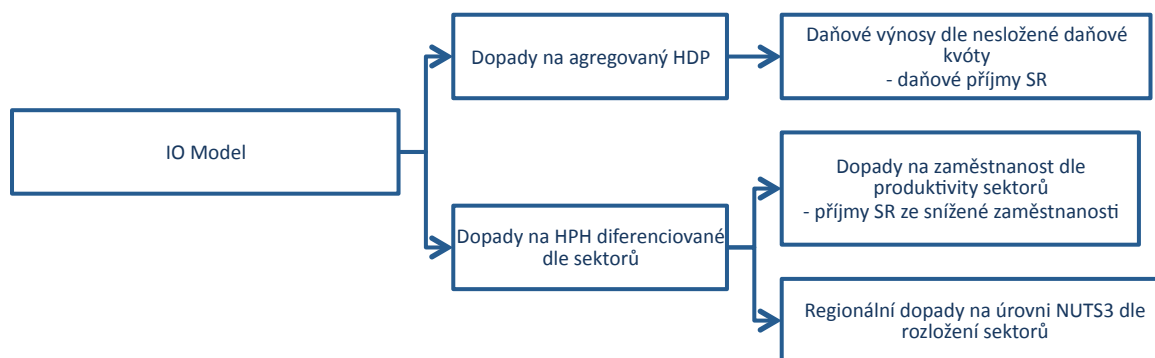 IO Model
Dopady na agregovaný HDP
Daňové výnosy dle nesložené daňové
kvóty
- daňové příjmy SR
Dopady na HPH diferenciované
dle sektorů
Dopady na zaměstnanost dle
produktivity sektorů
- příjmy SR ze snížené zaměstnanosti
Regionální dopady na úrovni NUTS3 dle
rozložení sektorů